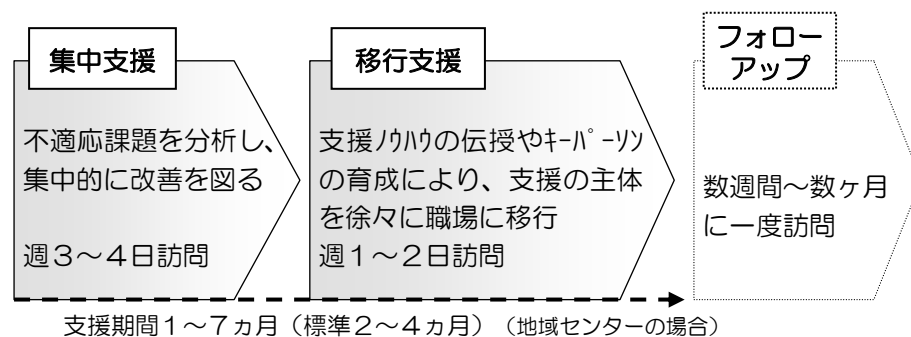 集中支援
不適応課題を分析し、
集中的に改善を図る
週３～４日訪問
移行支援
支援ﾉｳﾊｳの伝授やｷｰﾊﾟｰｿﾝ
の育成により、支援の主体
を徐々に職場に移行
週１～２日訪問
フォロー
アップ
数週間～数ヶ月
に一度訪問
支援期間１～７ヵ月（標準２～４ヵ月）（地域センターの場合）